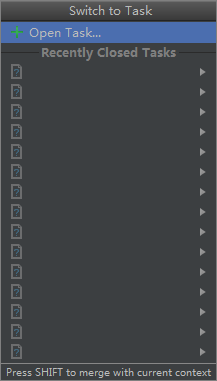 Switch to Task
Open Task...
Recently Closed Tasks
Press SHIFT to merge with current context